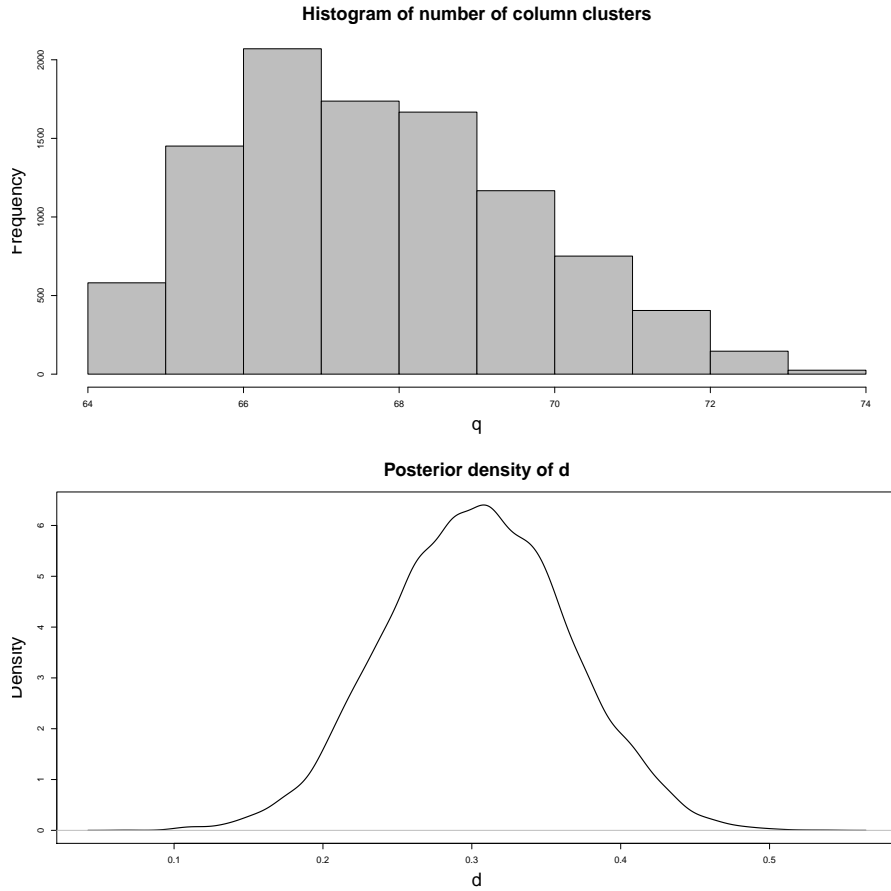 Histogram of number of column clusters
Frequency
2000
1500
1000
500
0
64 66 68 70 72 74
q
Posterior density of d
Density
6
5
4
3
2
1
0
0.1 0.2 0.3 0.4 0.5
d